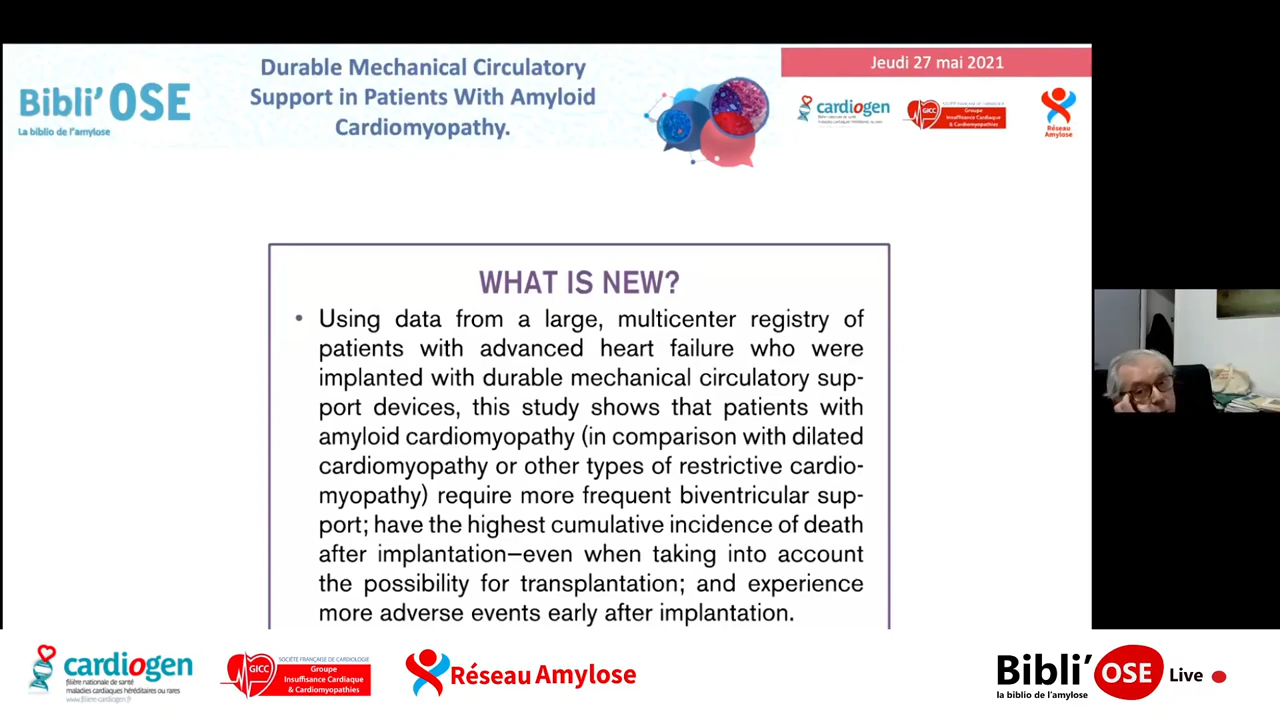 Durable Mechanical Circulatory
Support in Patients With Amyloid
Cardiomyopathy.
Bibli'OSE
La biblio de l'amylose
Jeudi 27 mai 2021
cardiogen
GICC
Groupe
Insuffisance Cardiaque
& Cardiomyopathies
Réseau
Amylose
WHAT IS NEW?
• Using data from a large, multicenter registry of
patients with advanced heart failure who were
implanted with durable mechanical circulatory sup-
port devices, this study shows that patients with
amyloid cardiomyopathy (in comparison with dilated
cardiomyopathy or other types of restrictive cardio-
myopathy) require more frequent biventricular sup-
port; have the highest cumulative incidence of death
after implantation—even when taking into account
the possibility for transplantation; and experience
more adverse events early after implantation.
cardiogen
filière nationale de santé
maladies cardiaques héréditaires ou rares
www.filiere-cardiogen.fr
GICC
SOCIÉTÉ FRANÇAISE DE CARDIOLOGIE
Groupe
Insuffisance Cardiaque
& Cardiomyopathies
Réseau Amylose
Bibli'OSE Live
la biblio de l'amylose